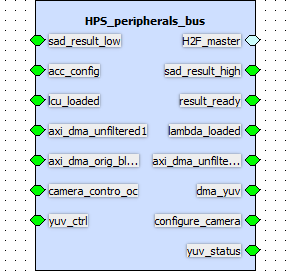 HPS_peripherals_bus
sad_result_low H2F_master
acc_config sad_result_high
lcu_loaded result_ready
axi_dma_unfiltered1 lambda_loaded
axi_dma_orig_bl... axi_dma_unfilte...
camera_contro_oc dma_yuv
yuv_ctrl configure_camera
yuv_status